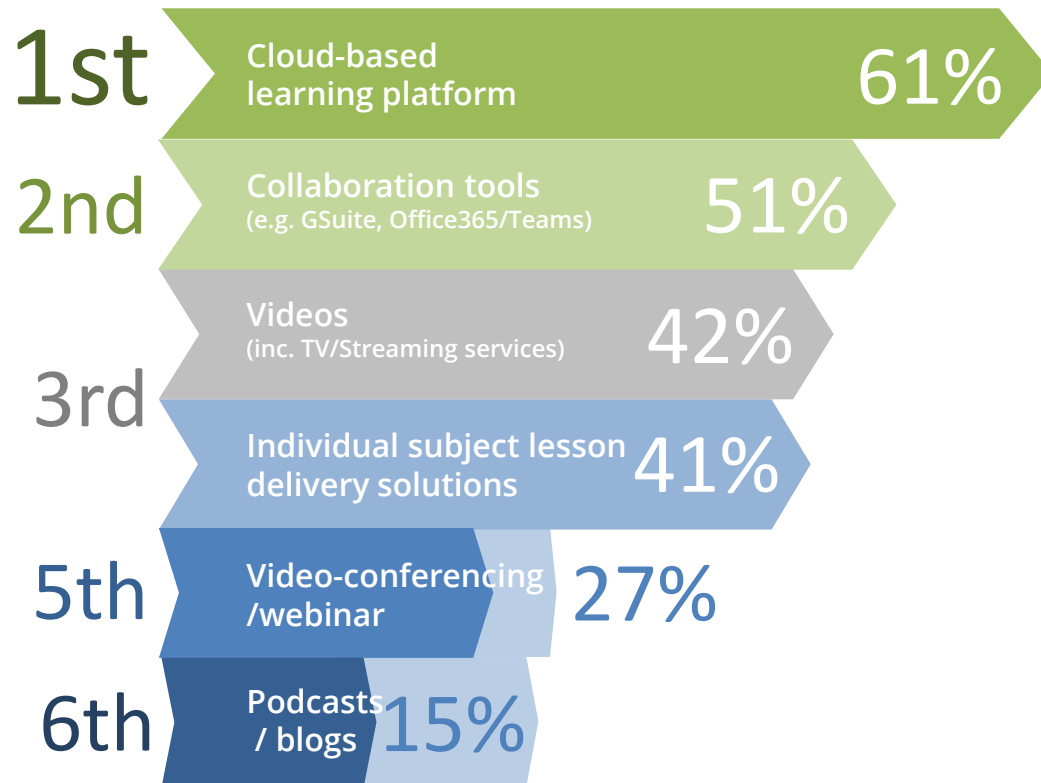 1st
Cloud-based
learning platform
61%
2nd
Collaboration tools
(e.g. GSuite, Office365/Teams)
51%
3rd
Videos
(inc. TV/Streaming services)
42%
Individual subject lesson
delivery solutions
41%
5th
Video-conferencing
/webinar
27%
6th
Podcasts
/ blogs
15%